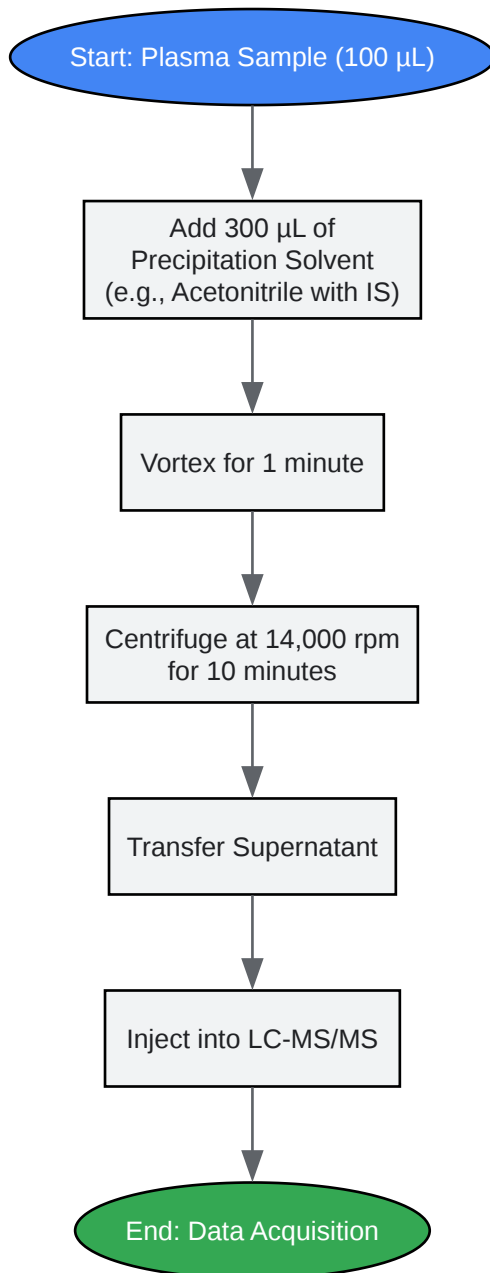 Start: Plasma Sample (100 µL)
Add 300 µL of
Precipitation Solvent
(e.g., Acetonitrile with IS)
Vortex for 1 minute
Centrifuge at 14,000 rpm
for 10 minutes
Transfer Supernatant
Inject into LC-MS/MS
End: Data Acquisition